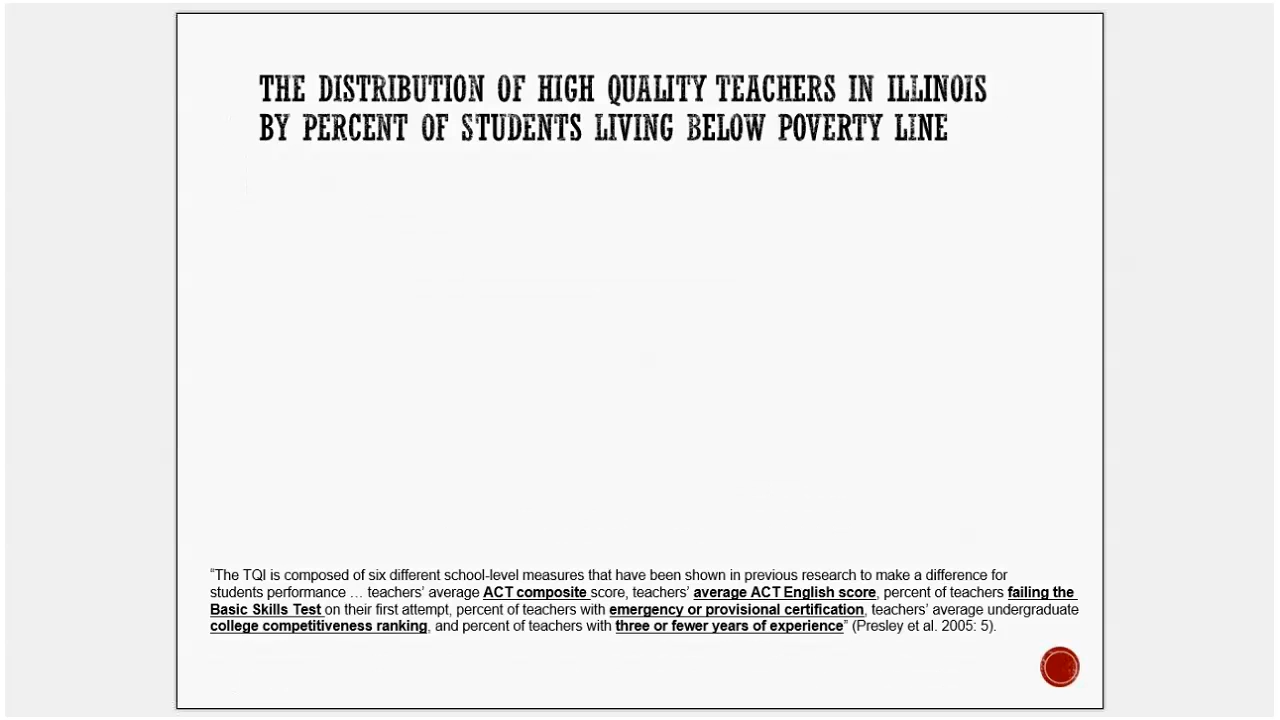 THE DISTRIBUTION OF HIGH QUALITY TEACHERS IN ILLINOIS
BY PERCENT OF STUDENTS LIVING BELOW POVERTY LINE
“The TQI is composed of six different school-level measures that have been shown in previous research to make a difference for
students performance … teachers’ average ACT composite score, teachers’ average ACT English score, percent of teachers failing the
Basic Skills Test on their first attempt, percent of teachers with emergency or provisional certification, teachers’ average undergraduate
college competitiveness ranking, and percent of teachers with three or fewer years of experience” (Presley et al. 2005: 5).